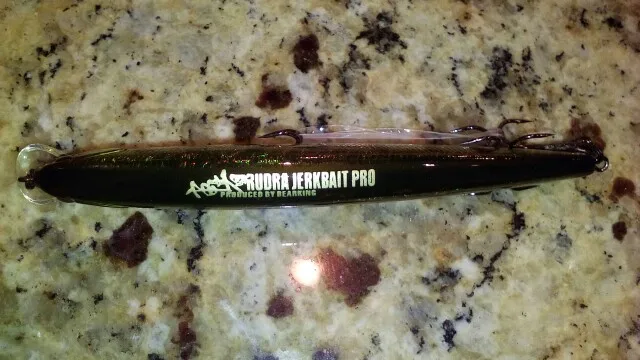 RUDRA JERKBAIT PRO
PRODUCED BY BEARKING